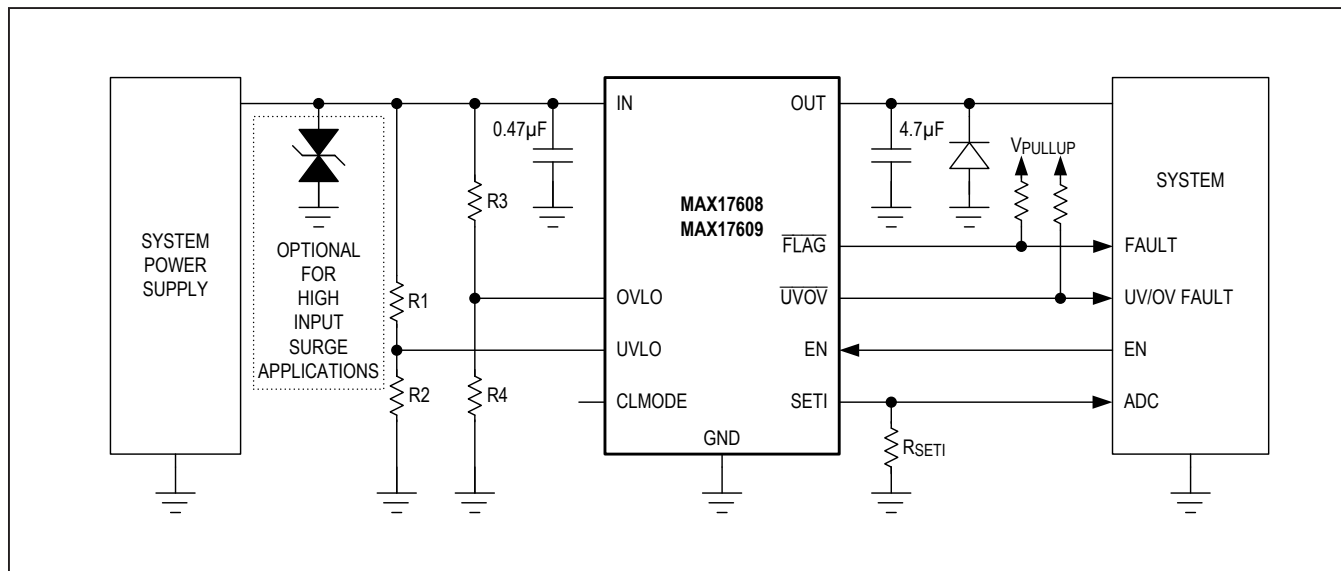 SYSTEM
POWER
SUPPLY
OPTIONAL
FOR
HIGH
INPUT
SURGE
APPLICATIONS
R1
R2
R3
R4
0.47µF
IN
OVLO
UVLO
CLMODE
MAX17608
MAX17609
GND
OUT
FLAG
UVOV
EN
SETI
4.7µF
VPULLUP
RSETI
SYSTEM
FAULT
UV/OV FAULT
EN
ADC